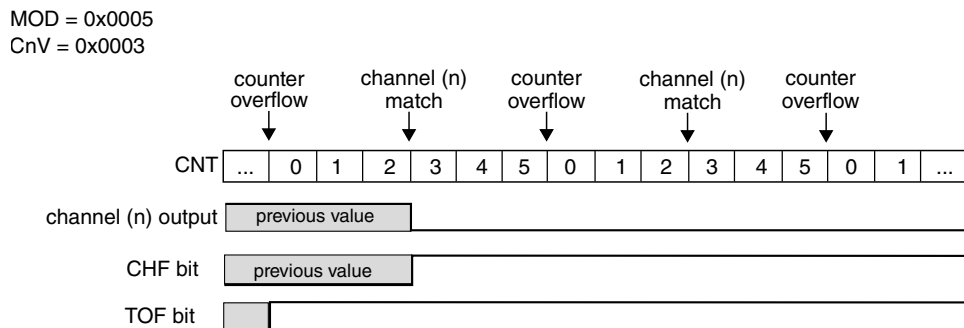 MOD = 0x0005
CnV = 0x0003
counter overflow
channel (n) match
counter overflow
channel (n) match
counter overflow
CNT ... 0 1 2 3 4 5 0 1 2 3 4 5 0 1 ...
channel (n) output previous value
CHF bit previous value
TOF bit